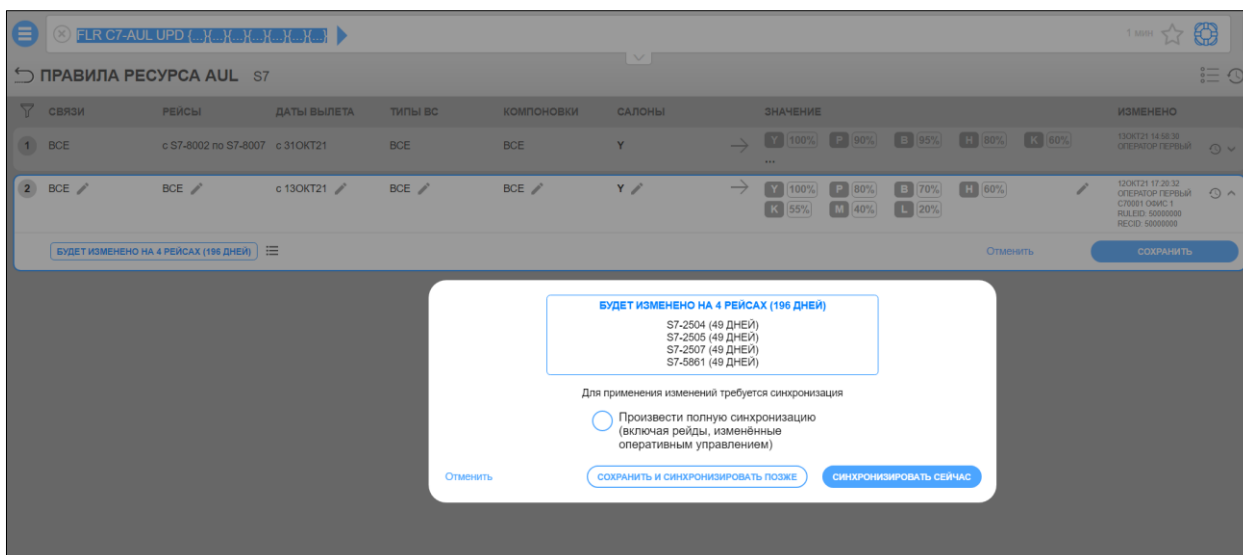 FLR C7-AUL UPD {...}{...}{...}{...}{...}{...}{...}
1 мин
ПРАВИЛА РЕСУРСА AUL S7
СВЯЗИ РЕЙСЫ ДАТЫ ВЫЛЕТА ТИПЫ ВС КОМПОНОВКИ САЛОНЫ ЗНАЧЕНИЕ ИЗМЕНЕНО
1 ВСЕ с S7-8002 по S7-8007 с 31ОКТ21 ВСЕ ВСЕ Y Y 100% P 90% B 95% H 80% K 60%
...
13ОКТ21 14:58:30
ОПЕРАТОР ПЕРВЫЙ
2 ВСЕ ВСЕ с 13ОКТ21 ВСЕ ВСЕ Y Y 100% P 80% B 70% H 60%
K 55% M 40% L 20%
12ОКТ21 17:20:32
ОПЕРАТОР ПЕРВЫЙ
C70081 ОФИС 1
RULEID: 50000000
RECID: 50000000
БУДЕТ ИЗМЕНЕНО НА 4 РЕЙСАХ (196 ДНЕЙ) Отменить СОХРАНИТЬ
БУДЕТ ИЗМЕНЕНО НА 4 РЕЙСАХ (196 ДНЕЙ)
S7-2504 (49 ДНЕЙ)
S7-2505 (49 ДНЕЙ)
S7-2507 (49 ДНЕЙ)
S7-5861 (49 ДНЕЙ)
Для применения изменений требуется синхронизация
Произвести полную синхронизацию
(включая рейды, изменённые
оперативным управлением)
Отменить СОХРАНИТЬ И СИНХРОНИЗИРОВАТЬ ПОЗЖЕ СИНХРОНИЗИРОВАТЬ СЕЙЧАС